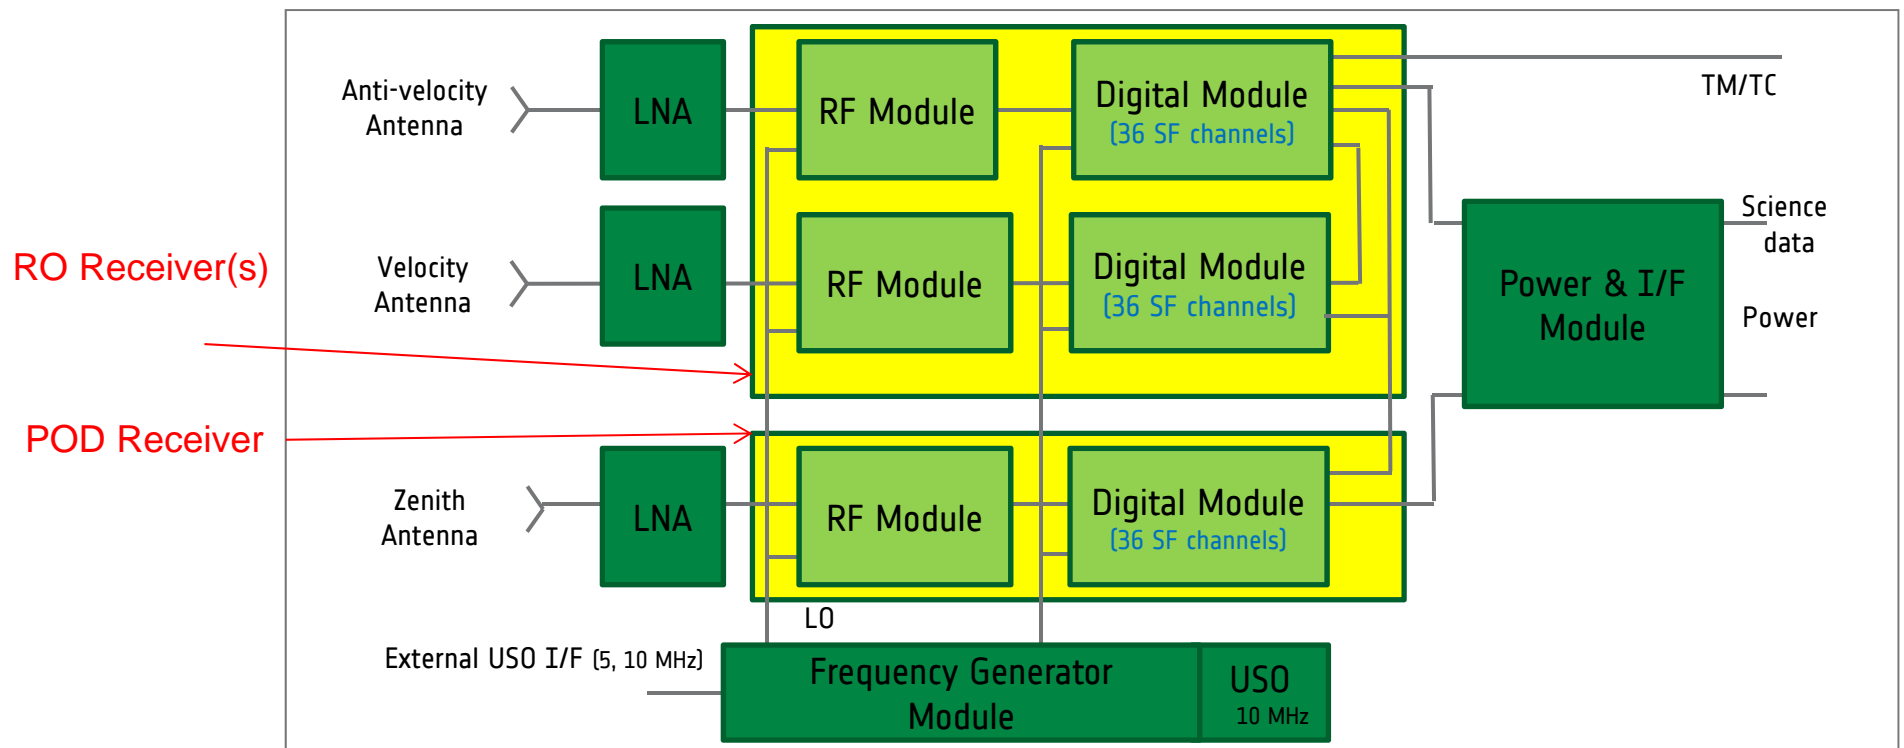 Anti-velocity
Antenna
LNA
RF Module
Digital Module
(36 SF channels)
TM/TC
RO Receiver(s)
Velocity
Antenna
LNA
RF Module
Digital Module
(36 SF channels)
Power & I/F
Module
Science
data
Power
POD Receiver
Zenith
Antenna
LNA
RF Module
Digital Module
(36 SF channels)
LO
External USO I/F (5, 10 MHz)
Frequency Generator
Module
USO
10 MHz